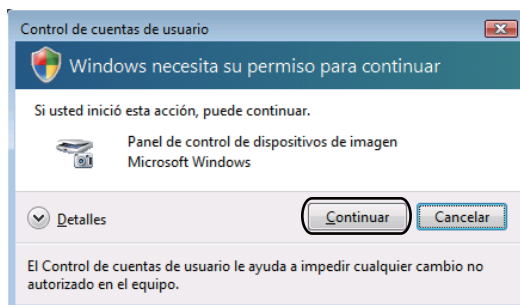 Control de cuentas de usuario
Windows necesita su permiso para continuar
Si usted inició esta acción, puede continuar.
Panel de control de dispositivos de imagen
Microsoft Windows
Detalles
Continuar
Cancelar
El Control de cuentas de usuario le ayuda a impedir cualquier cambio no
autorizado en el equipo.